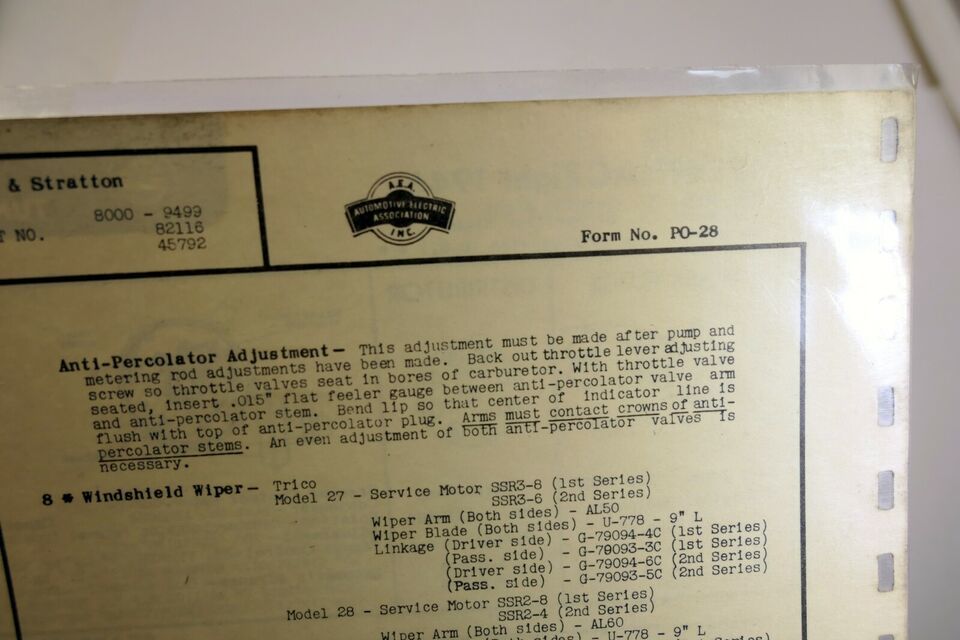 & Stratton
8000 - 9499
T NO. 82116
45792
A.E.A.
AUTOMOTIVE ELECTRIC
ASSOCIATION
INC.
Form No. PO-28
Anti-Percolator Adjustment— This adjustment must be made after pump and
metering rod adjustments have been made. Back out throttle lever adjusting
screw so throttle valves seat in bores of carburetor. With throttle valve
seated, insert .015" flat feeler gauge between anti-percolator valve arm
and anti-percolator stem. Bend lip so that center of indicator line is
flush with top of anti-percolator plug. Arms must contact crowns of anti-
percolator stems. An even adjustment of both anti-percolator valves is
necessary.
8 * Windshield Wiper— Trico
Model 27 - Service Motor SSR3-8 (1st Series)
SSR3-6 (2nd Series)
Wiper Arm (Both sides) - AL50
Wiper Blade (Both sides) - U-778 - 9" L
Linkage (Driver side) - G-79094-4C (1st Series)
(Pass. side) - G-79093-3C (1st Series)
(Driver side) - G-79094-6C (2nd Series)
(Pass. side) - G-79093-5C (2nd Series)
Model 28 - Service Motor SSR2-8 (1st Series)
SSR2-4 (2nd Series)
Wiper Arm (Both sides) - AL60
(Both sides) - U-778 - 9" L